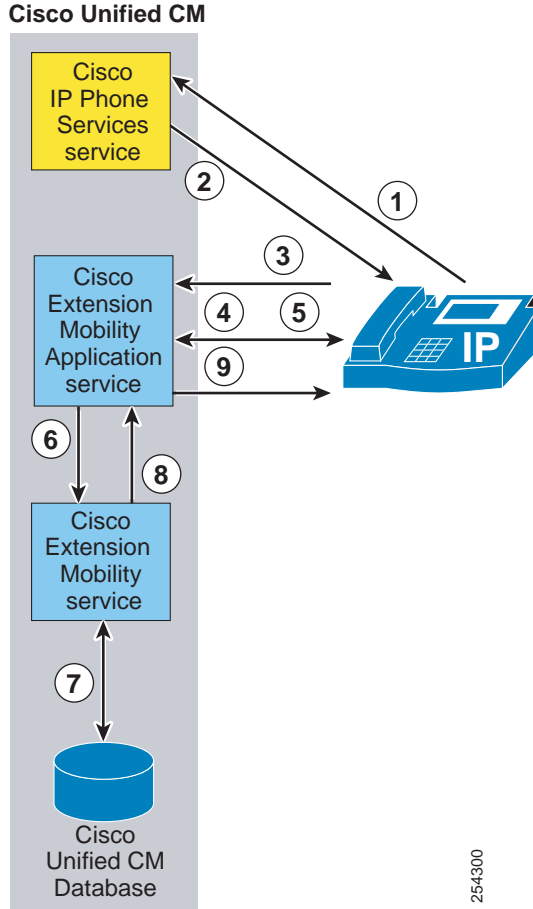 Cisco Unified CM
Cisco
IP Phone
Services
service
2
1
Cisco
Extension
Mobility
Application
service
3
4
5
9
IP
6
8
Cisco
Extension
Mobility
service
7
Cisco
Unified CM
Database
254300